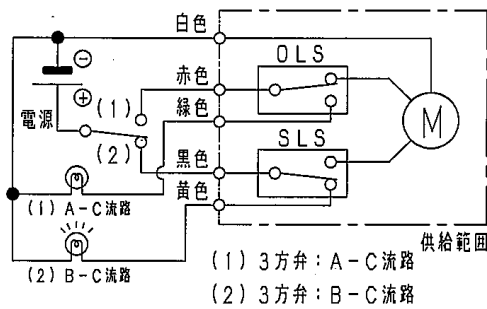 白色
OLS
⊖
赤色
⊕
(1)
緑色
電源
M
(2)
SLS
黒色
黄色
(1) A-C流路
供給範囲
(1) 3方弁:A-C流路
(2) B-C流路
(2) 3方弁:B-C流路